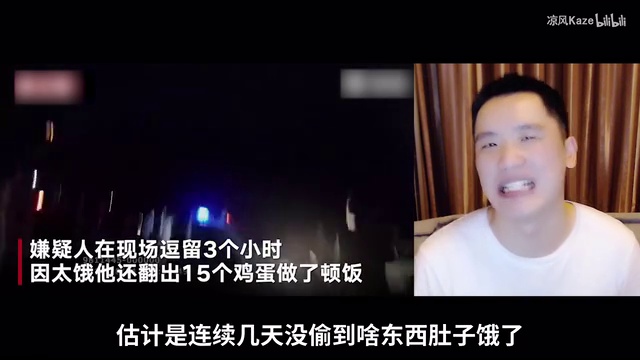 凉风Kaze bilibili
嫌疑人在现场逗留3个小时
因太饿他还翻出15个鸡蛋做了顿饭
估计是连续几天没偷到啥东西肚子饿了